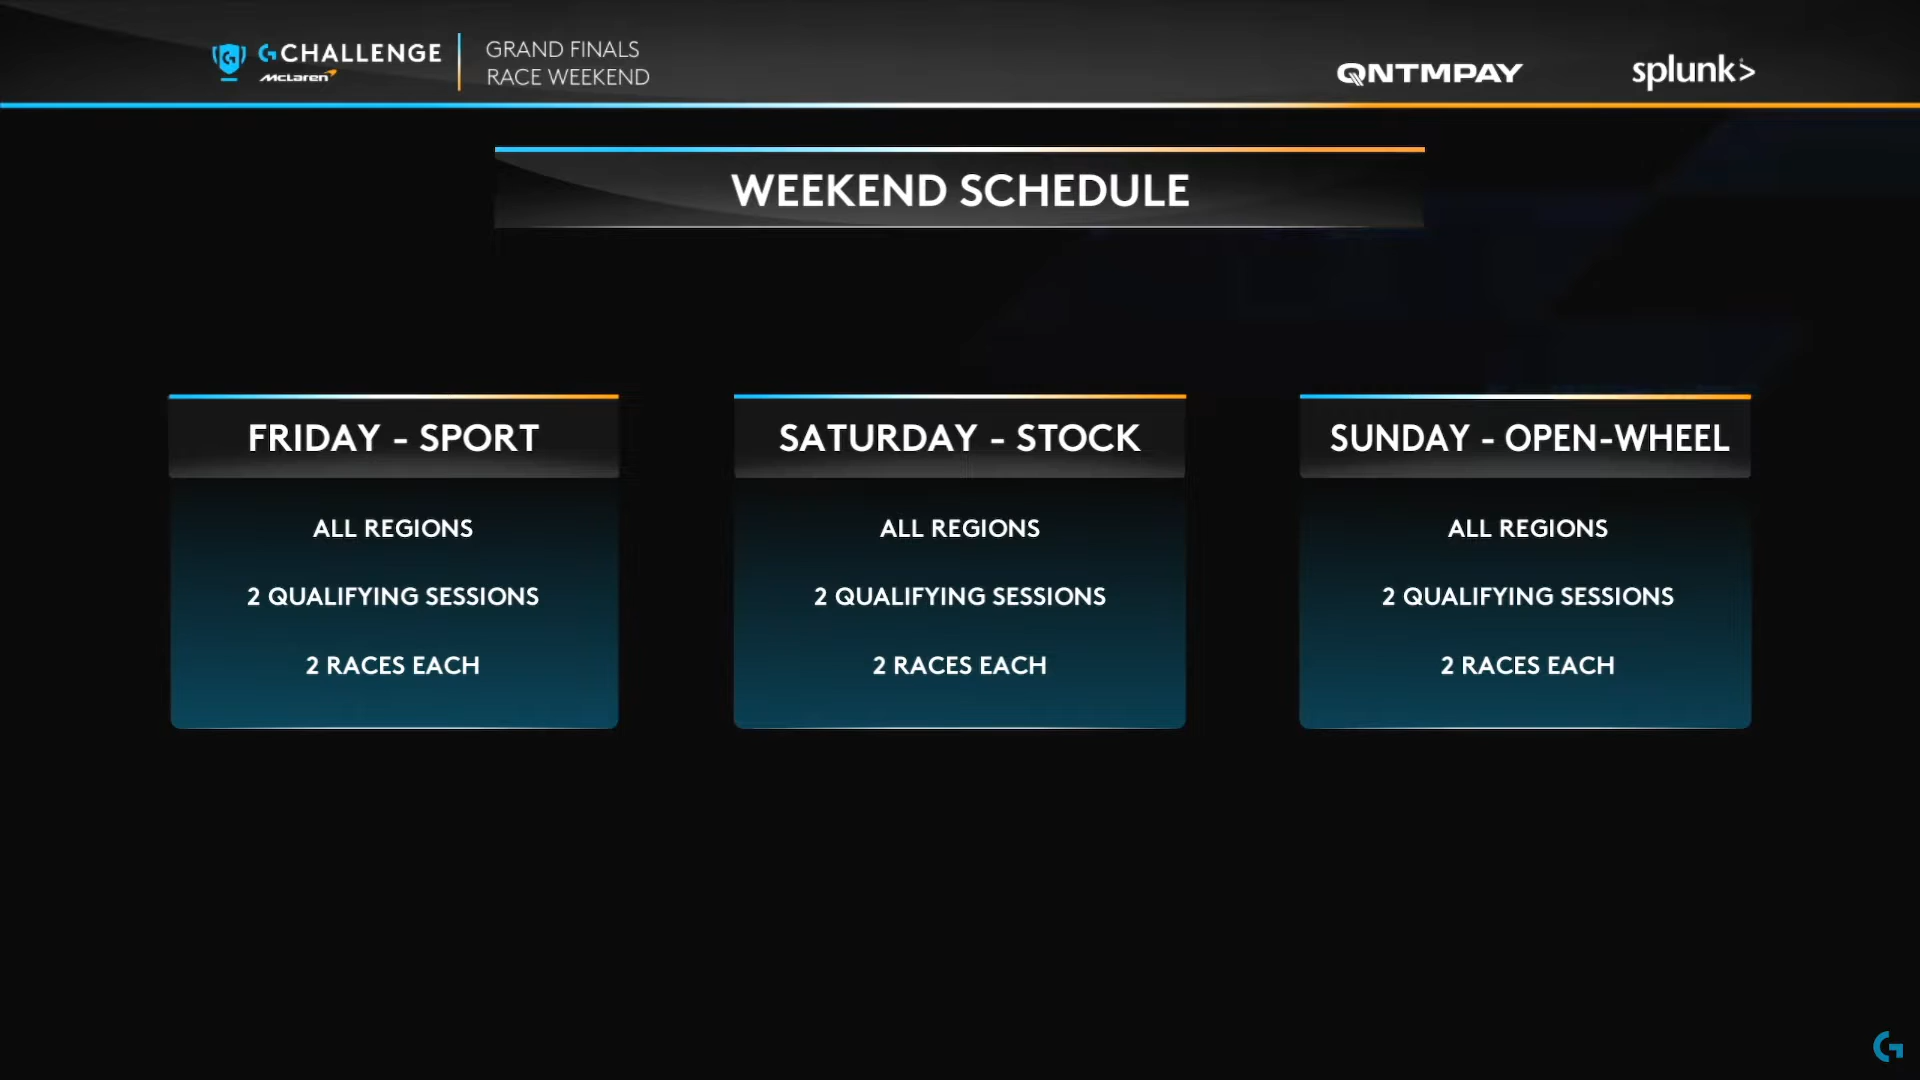 GCHALLENGE
McLaren
GRAND FINALS
RACE WEEKEND
QNTMPAY
splunk>
WEEKEND SCHEDULE
FRIDAY - SPORT
ALL REGIONS
2 QUALIFYING SESSIONS
2 RACES EACH
SATURDAY - STOCK
ALL REGIONS
2 QUALIFYING SESSIONS
2 RACES EACH
SUNDAY - OPEN-WHEEL
ALL REGIONS
2 QUALIFYING SESSIONS
2 RACES EACH